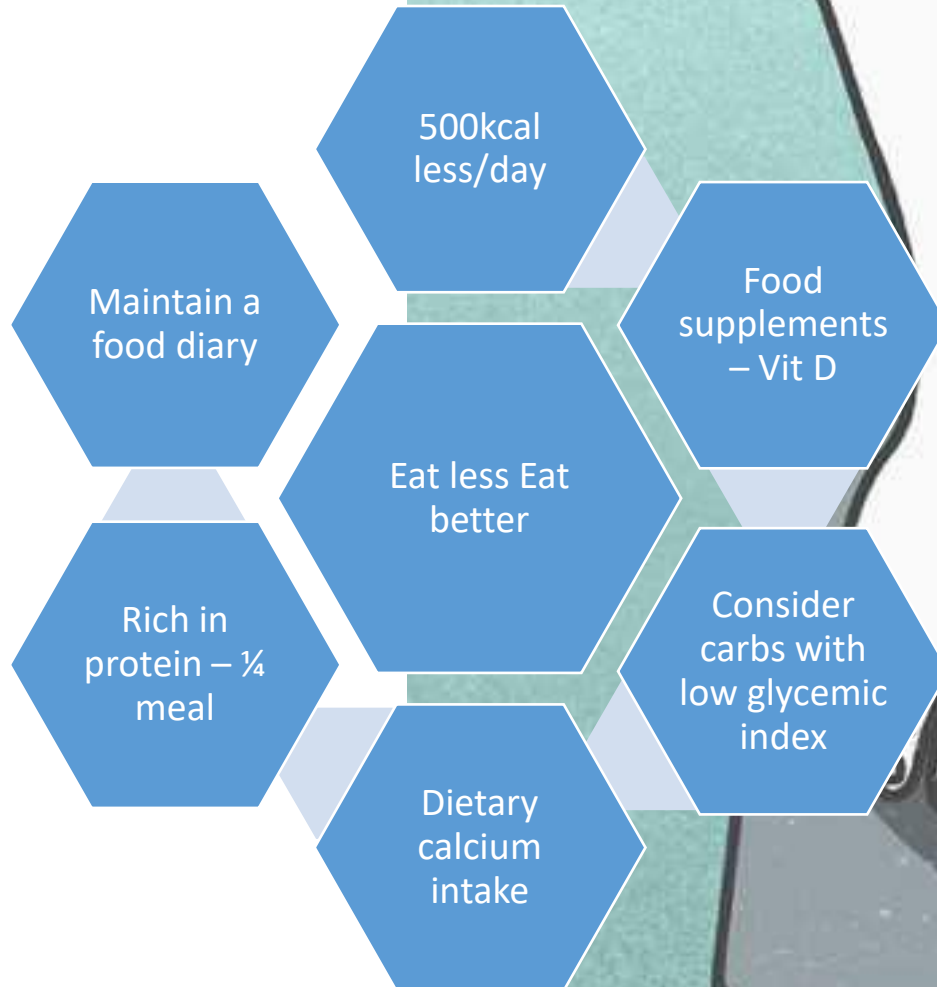 500kcal
less/day
Food
supplements
– Vit D
Consider
carbs with
low glycemic
index
Dietary
calcium
intake
Rich in
protein – ¼
meal
Maintain a
food diary
Eat less Eat
better